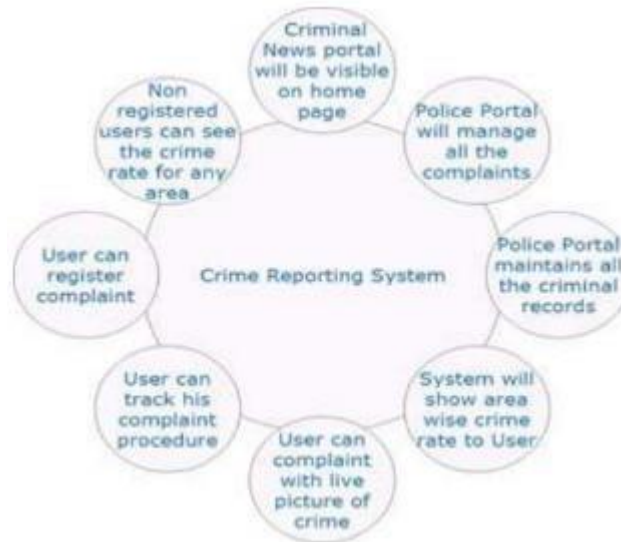 Criminal
News portal
will be visible
on home
page
Police Portal
will manage
all the
complaints
Police Portal
maintains all
the criminal
records
System will
show area
wise crime
rate to User
User can
complaint
with live
picture of
crime
User can
track his
complaint
procedure
User can
register
complaint
Non
registered
users can see
the crime
rate for any
area
Crime Reporting System